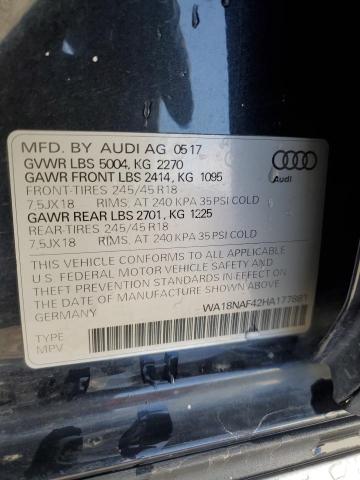 MFD. BY AUDI AG 05 17
GVWR LBS 5004, KG 2270
GAWR FRONT LBS 2414, KG 1095
FRONT-TIRES 245/45 R18
7,5JX18 RIMS, AT 240 KPA 35 PSI COLD
GAWR REAR LBS 2701, KG 1225
REAR-TIRES 245/45 R18
7,5JX18 RIMS, AT 240 KPA 35 PSI COLD
THIS VEHICLE CONFORMS TO ALL APPLICABLE
U.S FEDERAL MOTOR VEHICLE SAFETY AND
THEFT PREVENTION STANDARDS IN EFFECT ON
THE DATE OF MANUFACTURE SHOWN ABOVE
GERMANY
WA18NAF42HA177881
TYPE
MPV
Audi